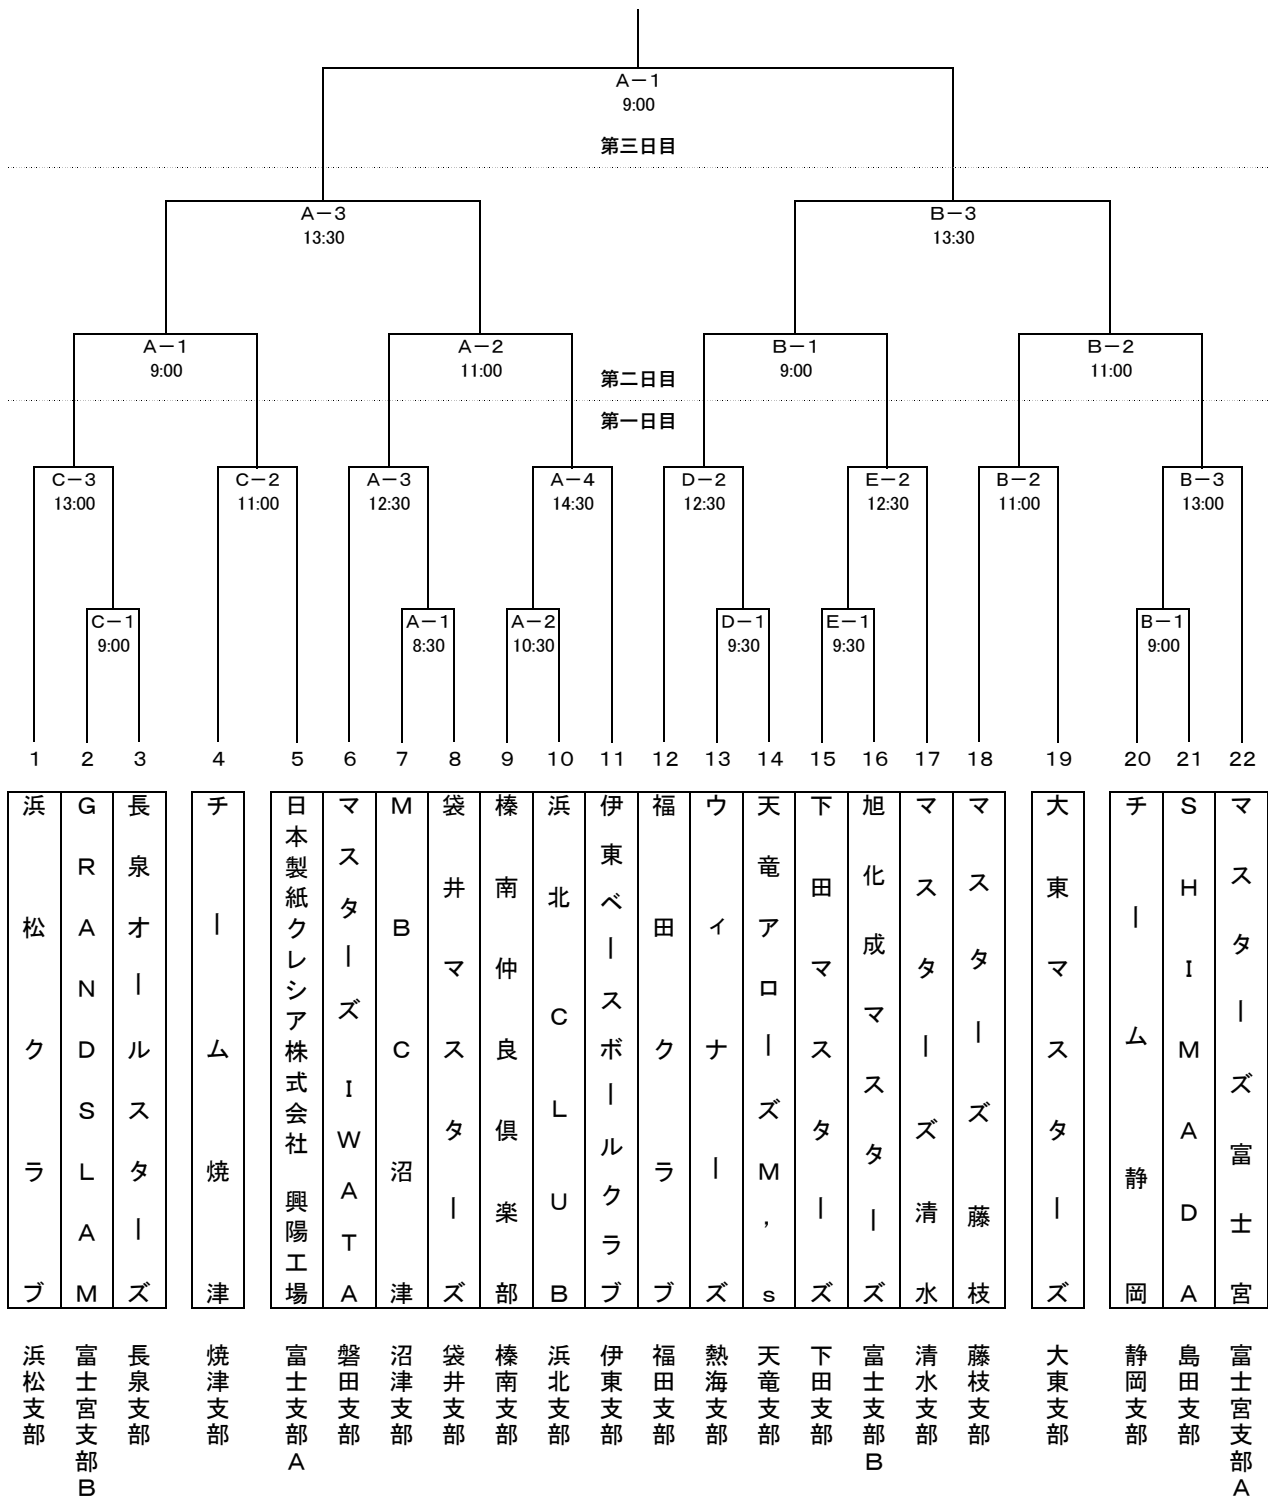 A－1
9:00
第三日目
A－3
13:30
B－3
13:30
A－1
9:00
A－2
11:00
B－1
9:00
B－2
11:00
第二日目
第一日目
C－3
13:00
C－2
11:00
A－3
12:30
A－4
14:30
D－2
12:30
E－2
12:30
B－2
11:00
B－3
13:00
C－1
9:00
A－1
8:30
A－2
10:30
D－1
9:30
E－1
9:30
B－1
9:00
1 2 3 4 5 6 7 8 9 10 11 12 13 14 15 16 17 18 19 20 21 22
浜松クラブ
GRANDSLAM
長泉オールスターズ
チーム焼津
日本製紙クレシア株式会社 興陽工場
マスターズ IWATA
MBC沼津
袋井マスターズ
榛南仲良倶楽部
浜北CLUB
伊東ベースボールクラブ
福田クラブ
ウィナーズ
天竜アローズM’s
下田マスターズ
旭化成マスターズ
マスターズ清水
マスターズ藤枝
大東マスターズ
チーム静岡
SHIMADA
マスターズ富士宮
浜松支部
富士宮支部B
長泉支部
焼津支部
富士支部A
磐田支部
沼津支部
袋井支部
榛南支部
浜北支部
伊東支部
福田支部
熱海支部
天竜支部
下田支部
富士支部B
清水支部
藤枝支部
大東支部
静岡支部
島田支部
富士宮支部A